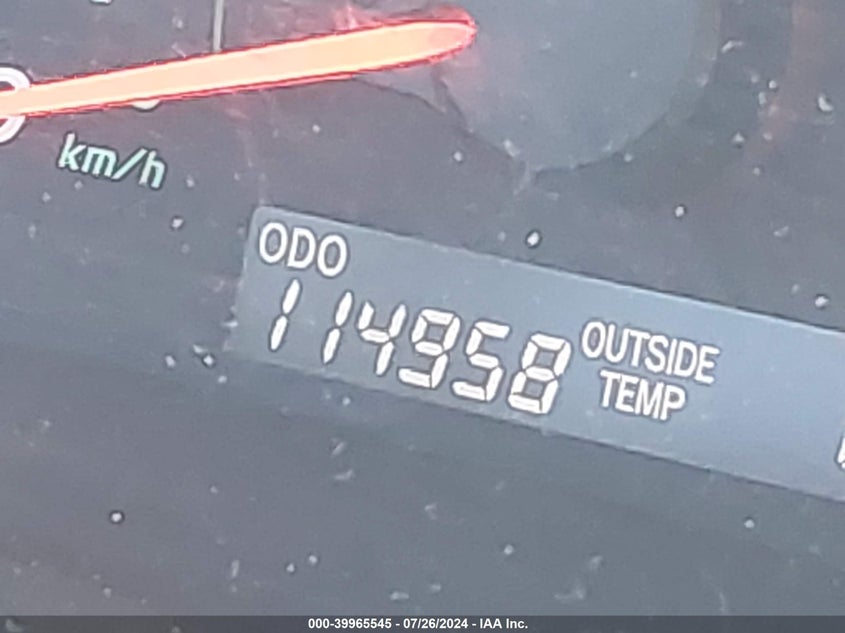 km/h
ODO
114958
OUTSIDE
TEMP
000-39965545 - 07/26/2024 - IAA Inc.